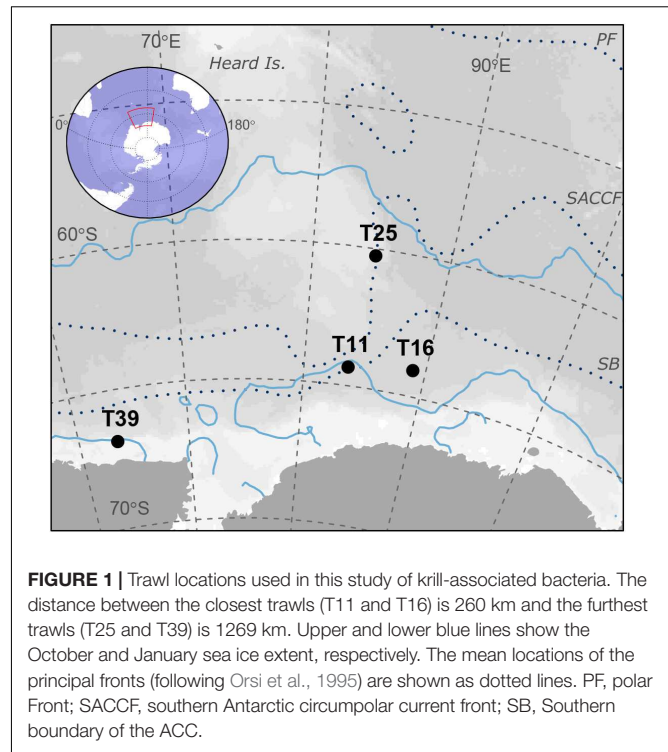 70°E
PF
Heard Is.
90°E
0°
180°
SACCF
60°S
T25
T11
T16
SB
T39
70°S
FIGURE 1 | Trawl locations used in this study of krill-associated bacteria. The
distance between the closest trawls (T11 and T16) is 260 km and the furthest
trawls (T25 and T39) is 1269 km. Upper and lower blue lines show the
October and January sea ice extent, respectively. The mean locations of the
principal fronts (following Orsi et al., 1995) are shown as dotted lines. PF, polar
Front; SACCF, southern Antarctic circumpolar current front; SB, Southern
boundary of the ACC.